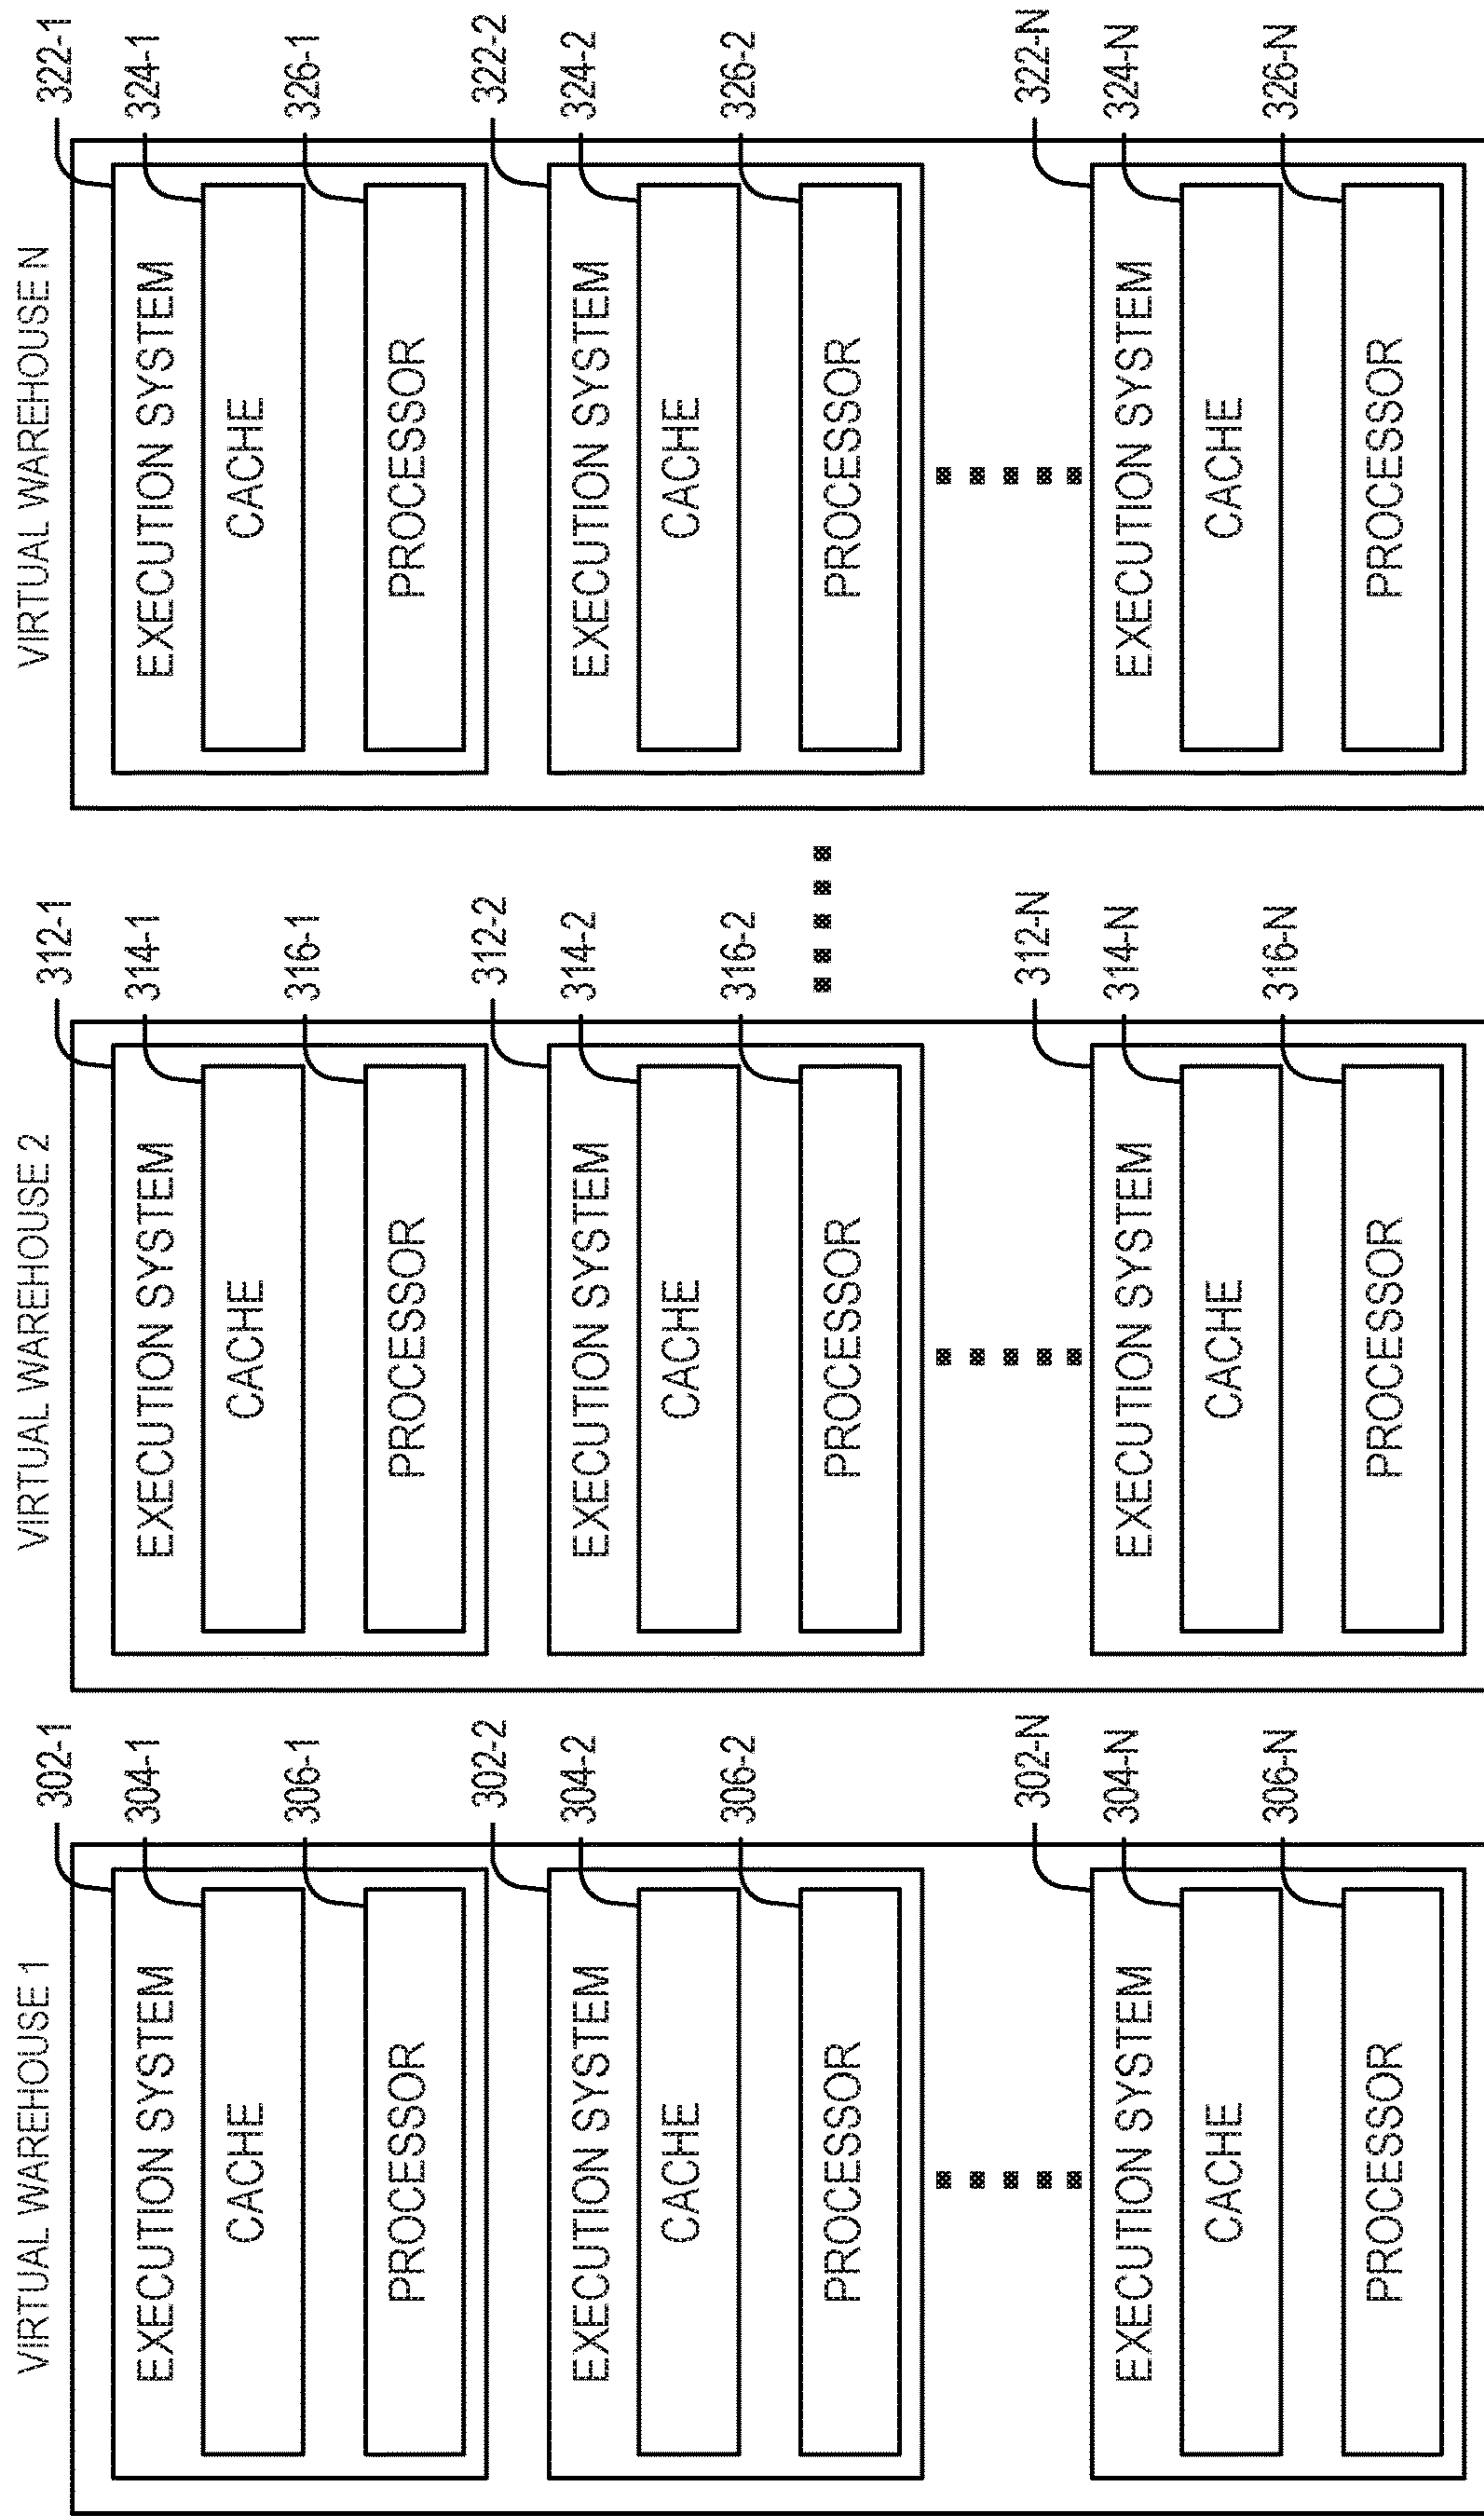 VIRTUAL WAREHOUSE 1
302-1
EXECUTION SYSTEM
304-1
CACHE
306-1
PROCESSOR
302-2
EXECUTION SYSTEM
304-2
CACHE
306-2
PROCESSOR
302-N
EXECUTION SYSTEM
304-N
CACHE
306-N
PROCESSOR
VIRTUAL WAREHOUSE 2
312-1
EXECUTION SYSTEM
314-1
CACHE
316-1
PROCESSOR
312-2
EXECUTION SYSTEM
314-2
CACHE
316-2
PROCESSOR
312-N
EXECUTION SYSTEM
314-N
CACHE
316-N
PROCESSOR
VIRTUAL WAREHOUSE N
322-1
EXECUTION SYSTEM
324-1
CACHE
326-1
PROCESSOR
322-2
EXECUTION SYSTEM
324-2
CACHE
326-2
PROCESSOR
322-N
EXECUTION SYSTEM
324-N
CACHE
326-N
PROCESSOR